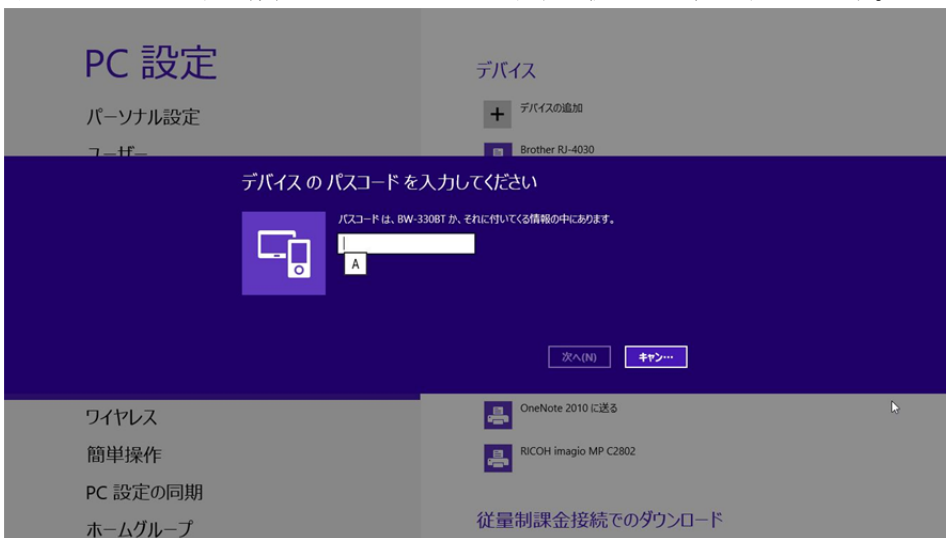 PC 設定
パーソナル設定
ユーザー
デバイス
デバイスの追加
Brother RJ-4030
デバイス の パスコード を入力してください
パスコード は、BW-330BT か、それに付いてくる情報の中にあります。
A
次へ(N)
キャン…
ワイヤレス
簡単操作
PC 設定の同期
ホームグループ
OneNote 2010 に送る
RICOH imagio MP C2802
従量制課金接続でのダウンロード